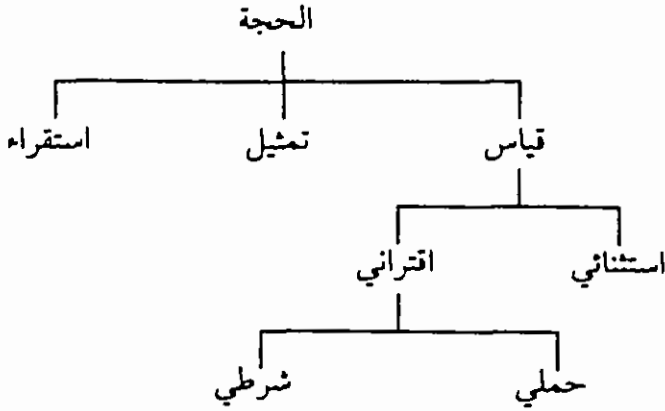 الحجة
قياس تمثيل استقراء
استثنائي اقتراني
حملي شرطي